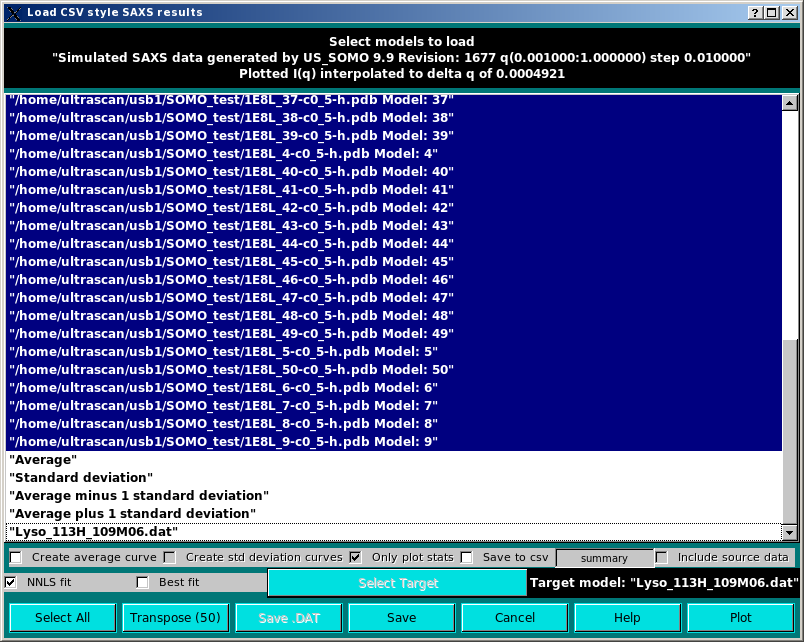 Load CSV style SAXS results
Select models to load
"Simulated SAXS data generated by US_SOMO 9.9 Revision: 1677 q(0.001000:1.000000) step 0.010000"
Plotted I(q) interpolated to delta q of 0.0004921
"/home/ultrascan/usb1/SOMO_test/1E8L_37-c0_5-h.pdb Model: 37"
"/home/ultrascan/usb1/SOMO_test/1E8L_38-c0_5-h.pdb Model: 38"
"/home/ultrascan/usb1/SOMO_test/1E8L_39-c0_5-h.pdb Model: 39"
"/home/ultrascan/usb1/SOMO_test/1E8L_4-c0_5-h.pdb Model: 4"
"/home/ultrascan/usb1/SOMO_test/1E8L_40-c0_5-h.pdb Model: 40"
"/home/ultrascan/usb1/SOMO_test/1E8L_41-c0_5-h.pdb Model: 41"
"/home/ultrascan/usb1/SOMO_test/1E8L_42-c0_5-h.pdb Model: 42"
"/home/ultrascan/usb1/SOMO_test/1E8L_43-c0_5-h.pdb Model: 43"
"/home/ultrascan/usb1/SOMO_test/1E8L_44-c0_5-h.pdb Model: 44"
"/home/ultrascan/usb1/SOMO_test/1E8L_45-c0_5-h.pdb Model: 45"
"/home/ultrascan/usb1/SOMO_test/1E8L_46-c0_5-h.pdb Model: 46"
"/home/ultrascan/usb1/SOMO_test/1E8L_47-c0_5-h.pdb Model: 47"
"/home/ultrascan/usb1/SOMO_test/1E8L_48-c0_5-h.pdb Model: 48"
"/home/ultrascan/usb1/SOMO_test/1E8L_49-c0_5-h.pdb Model: 49"
"/home/ultrascan/usb1/SOMO_test/1E8L_5-c0_5-h.pdb Model: 5"
"/home/ultrascan/usb1/SOMO_test/1E8L_50-c0_5-h.pdb Model: 50"
"/home/ultrascan/usb1/SOMO_test/1E8L_6-c0_5-h.pdb Model: 6"
"/home/ultrascan/usb1/SOMO_test/1E8L_7-c0_5-h.pdb Model: 7"
"/home/ultrascan/usb1/SOMO_test/1E8L_8-c0_5-h.pdb Model: 8"
"/home/ultrascan/usb1/SOMO_test/1E8L_9-c0_5-h.pdb Model: 9"
"Average"
"Standard deviation"
"Average minus 1 standard deviation"
"Average plus 1 standard deviation"
"Lyso_113H_109M06.dat"
Create average curve Create std deviation curves Only plot stats Save to csv summary Include source data
NNLS fit Best fit Select Target Target model: "Lyso_113H_109M06.dat"
Select All Transpose (50) Save .DAT Save Cancel Help Plot